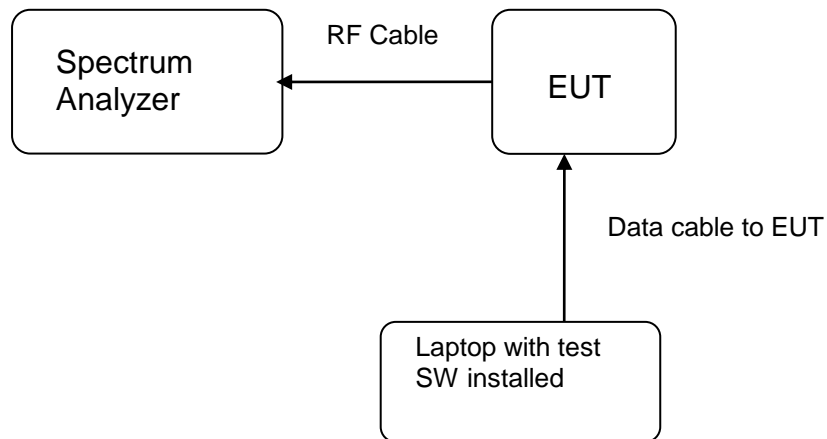 RF Cable
Spectrum
Analyzer
EUT
Data cable to EUT
Laptop with test
SW installed